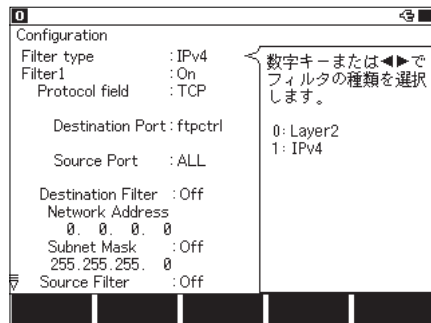 0
Configuration
Filter type : IPv4
Filter1 : On
Protocol field : TCP
Destination Port : ftpctrl
Source Port : ALL
Destination Filter : Off
Network Address
0. 0. 0. 0
Subnet Mask : Off
255.255.255. 0
Source Filter : Off
数字キーまたは◀▶で
フィルタの種類を選択
します。
0: Layer2
1: IPv4